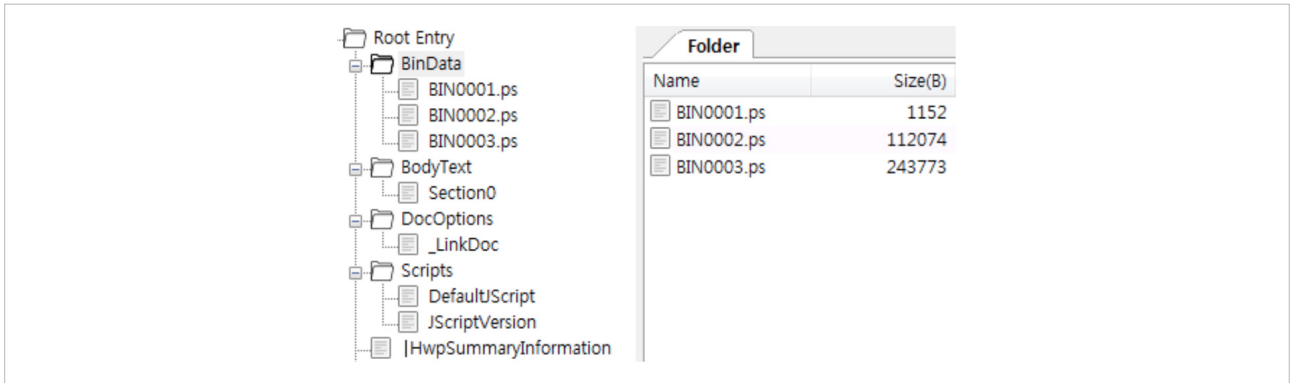 Root Entry
BinData
BIN0001.ps
BIN0002.ps
BIN0003.ps
BodyText
Section0
DocOptions
_LinkDoc
Scripts
DefaultJScript
JScriptVersion
|HwpSummaryInformation
Folder
Name Size(B)
BIN0001.ps 1152
BIN0002.ps 112074
BIN0003.ps 243773